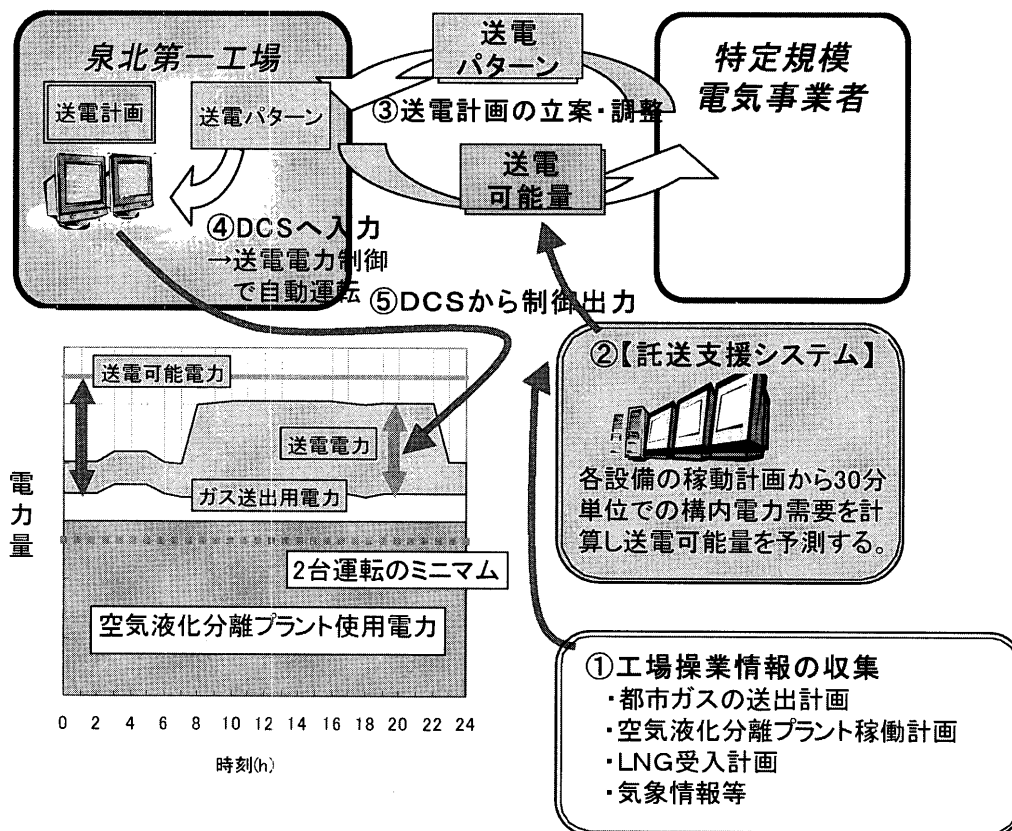 泉北第一工場
送電計画
送電パターン
送電
パターン
③送電計画の立案・調整
送電
可能量
特定規模
電気事業者
④DCSへ入力
→送電電力制御
で自動運転
⑤DCSから制御出力
②【託送支援システム】
各設備の稼動計画から30分
単位での構内電力需要を計
算し送電可能量を予測する。
送電可能電力
送電電力
ガス送出用電力
2台運転のミニマム
空気液化分離プラント使用電力
電力量
0 2 4 6 8 10 12 14 16 18 20 22 24
時刻(h)
①工場操業情報の収集
・都市ガスの送出計画
・空気液化分離プラント稼働計画
・LNG受入計画
・気象情報等